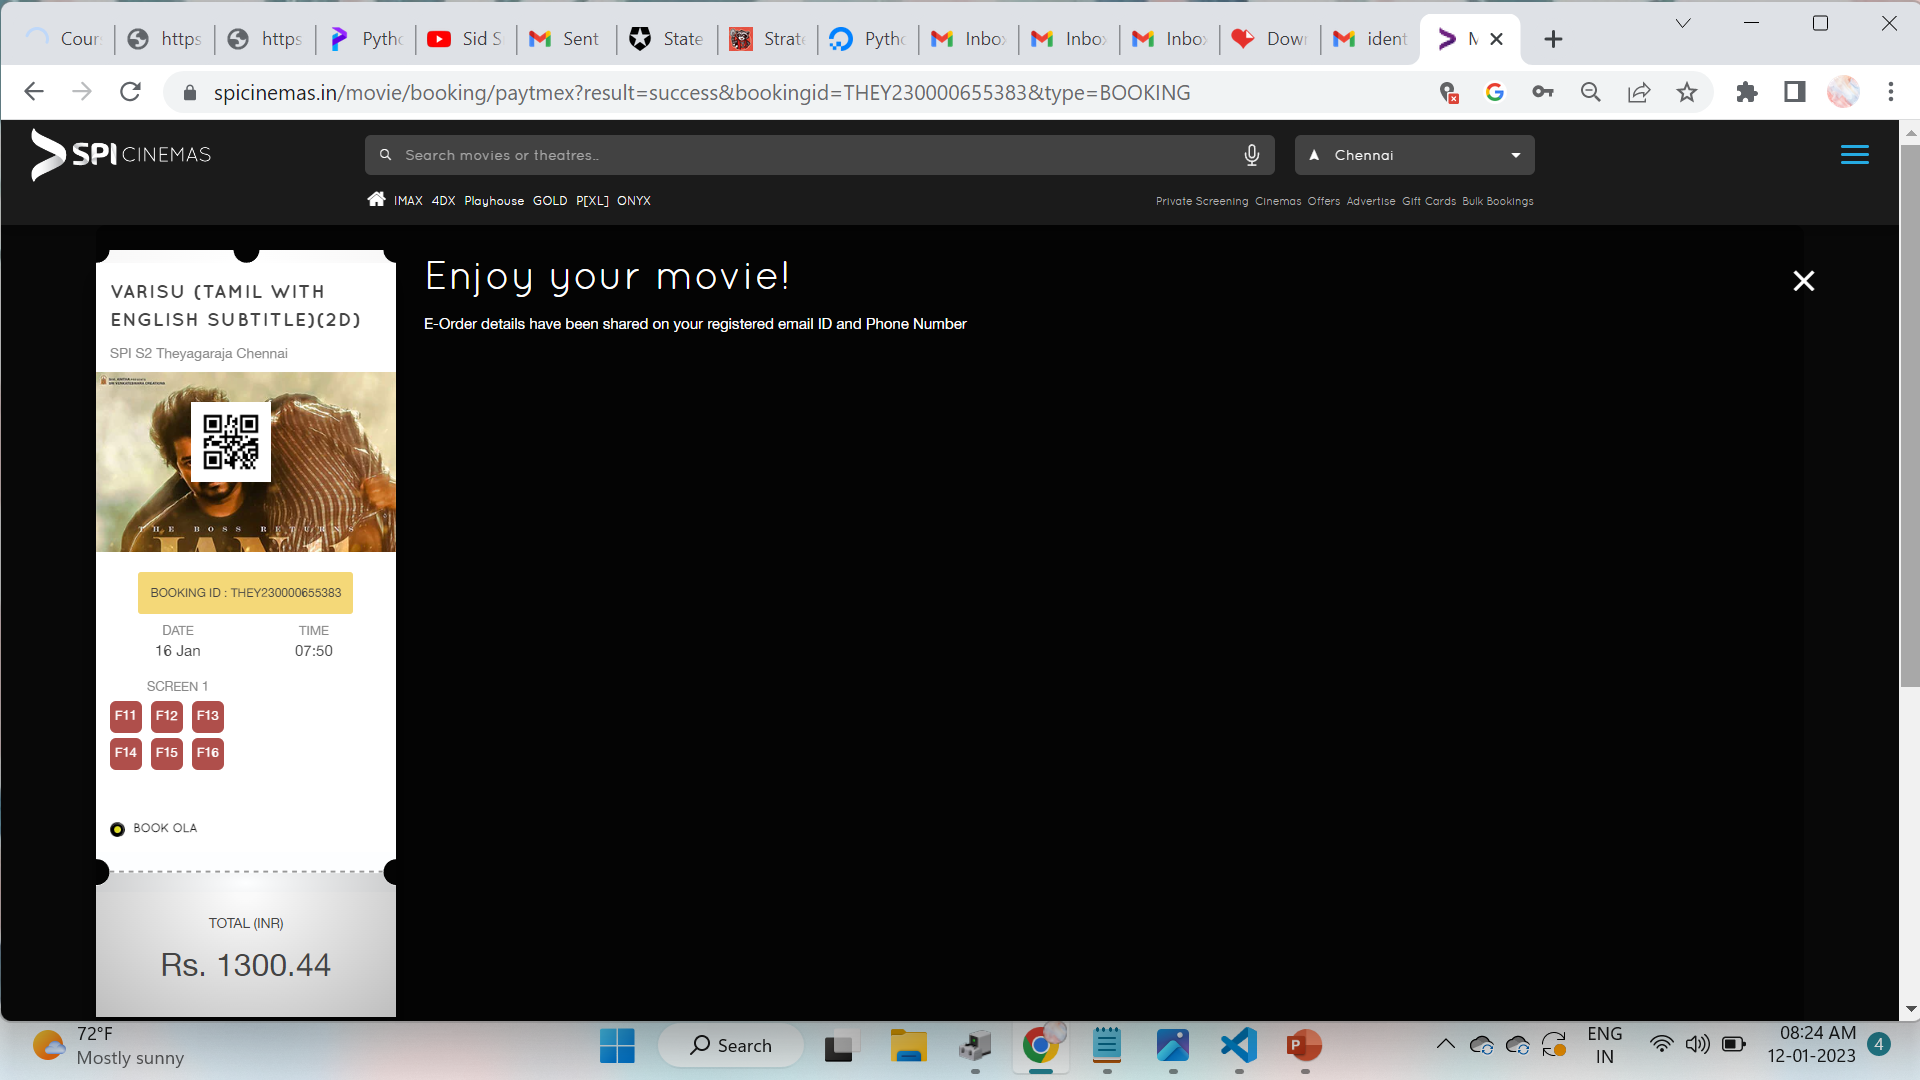 Cour
https
https
Pytho
Sid S
Sent
State
Strate
Pytho
Inbox
Inbox
Inbox
Down
ident
M
spicinemas.in/movie/booking/paytmex?result=success&bookingid=THEY230000655383&type=BOOKING
SPI CINEMAS
Search movies or theatres..
Chennai
IMAX 4DX Playhouse GOLD P[XL] ONYX
Private Screening Cinemas Offers Advertise Gift Cards Bulk Bookings
VARISU (TAMIL WITH
ENGLISH SUBTITLE)(2D)
SPI S2 Theyagaraja Chennai
Enjoy your movie!
E-Order details have been shared on your registered email ID and Phone Number
THE BOSS RETURNS
BOOKING ID : THEY230000655383
DATE TIME
16 Jan 07:50
SCREEN 1
F11 F12 F13
F14 F15 F16
BOOK OLA
TOTAL (INR)
Rs. 1300.44
72°F
Mostly sunny
Search
ENG
IN
08:24 AM
12-01-2023
4